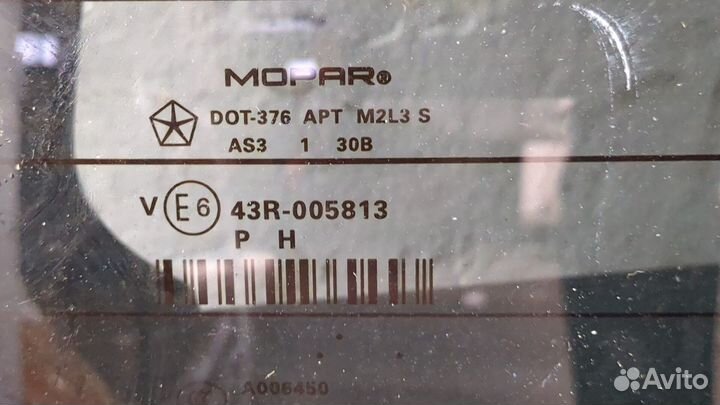 MOPAR®
DOT-376 APT M2L3 S
AS3 1 30B
V E6 43R-005813
P H
A006450
Avito